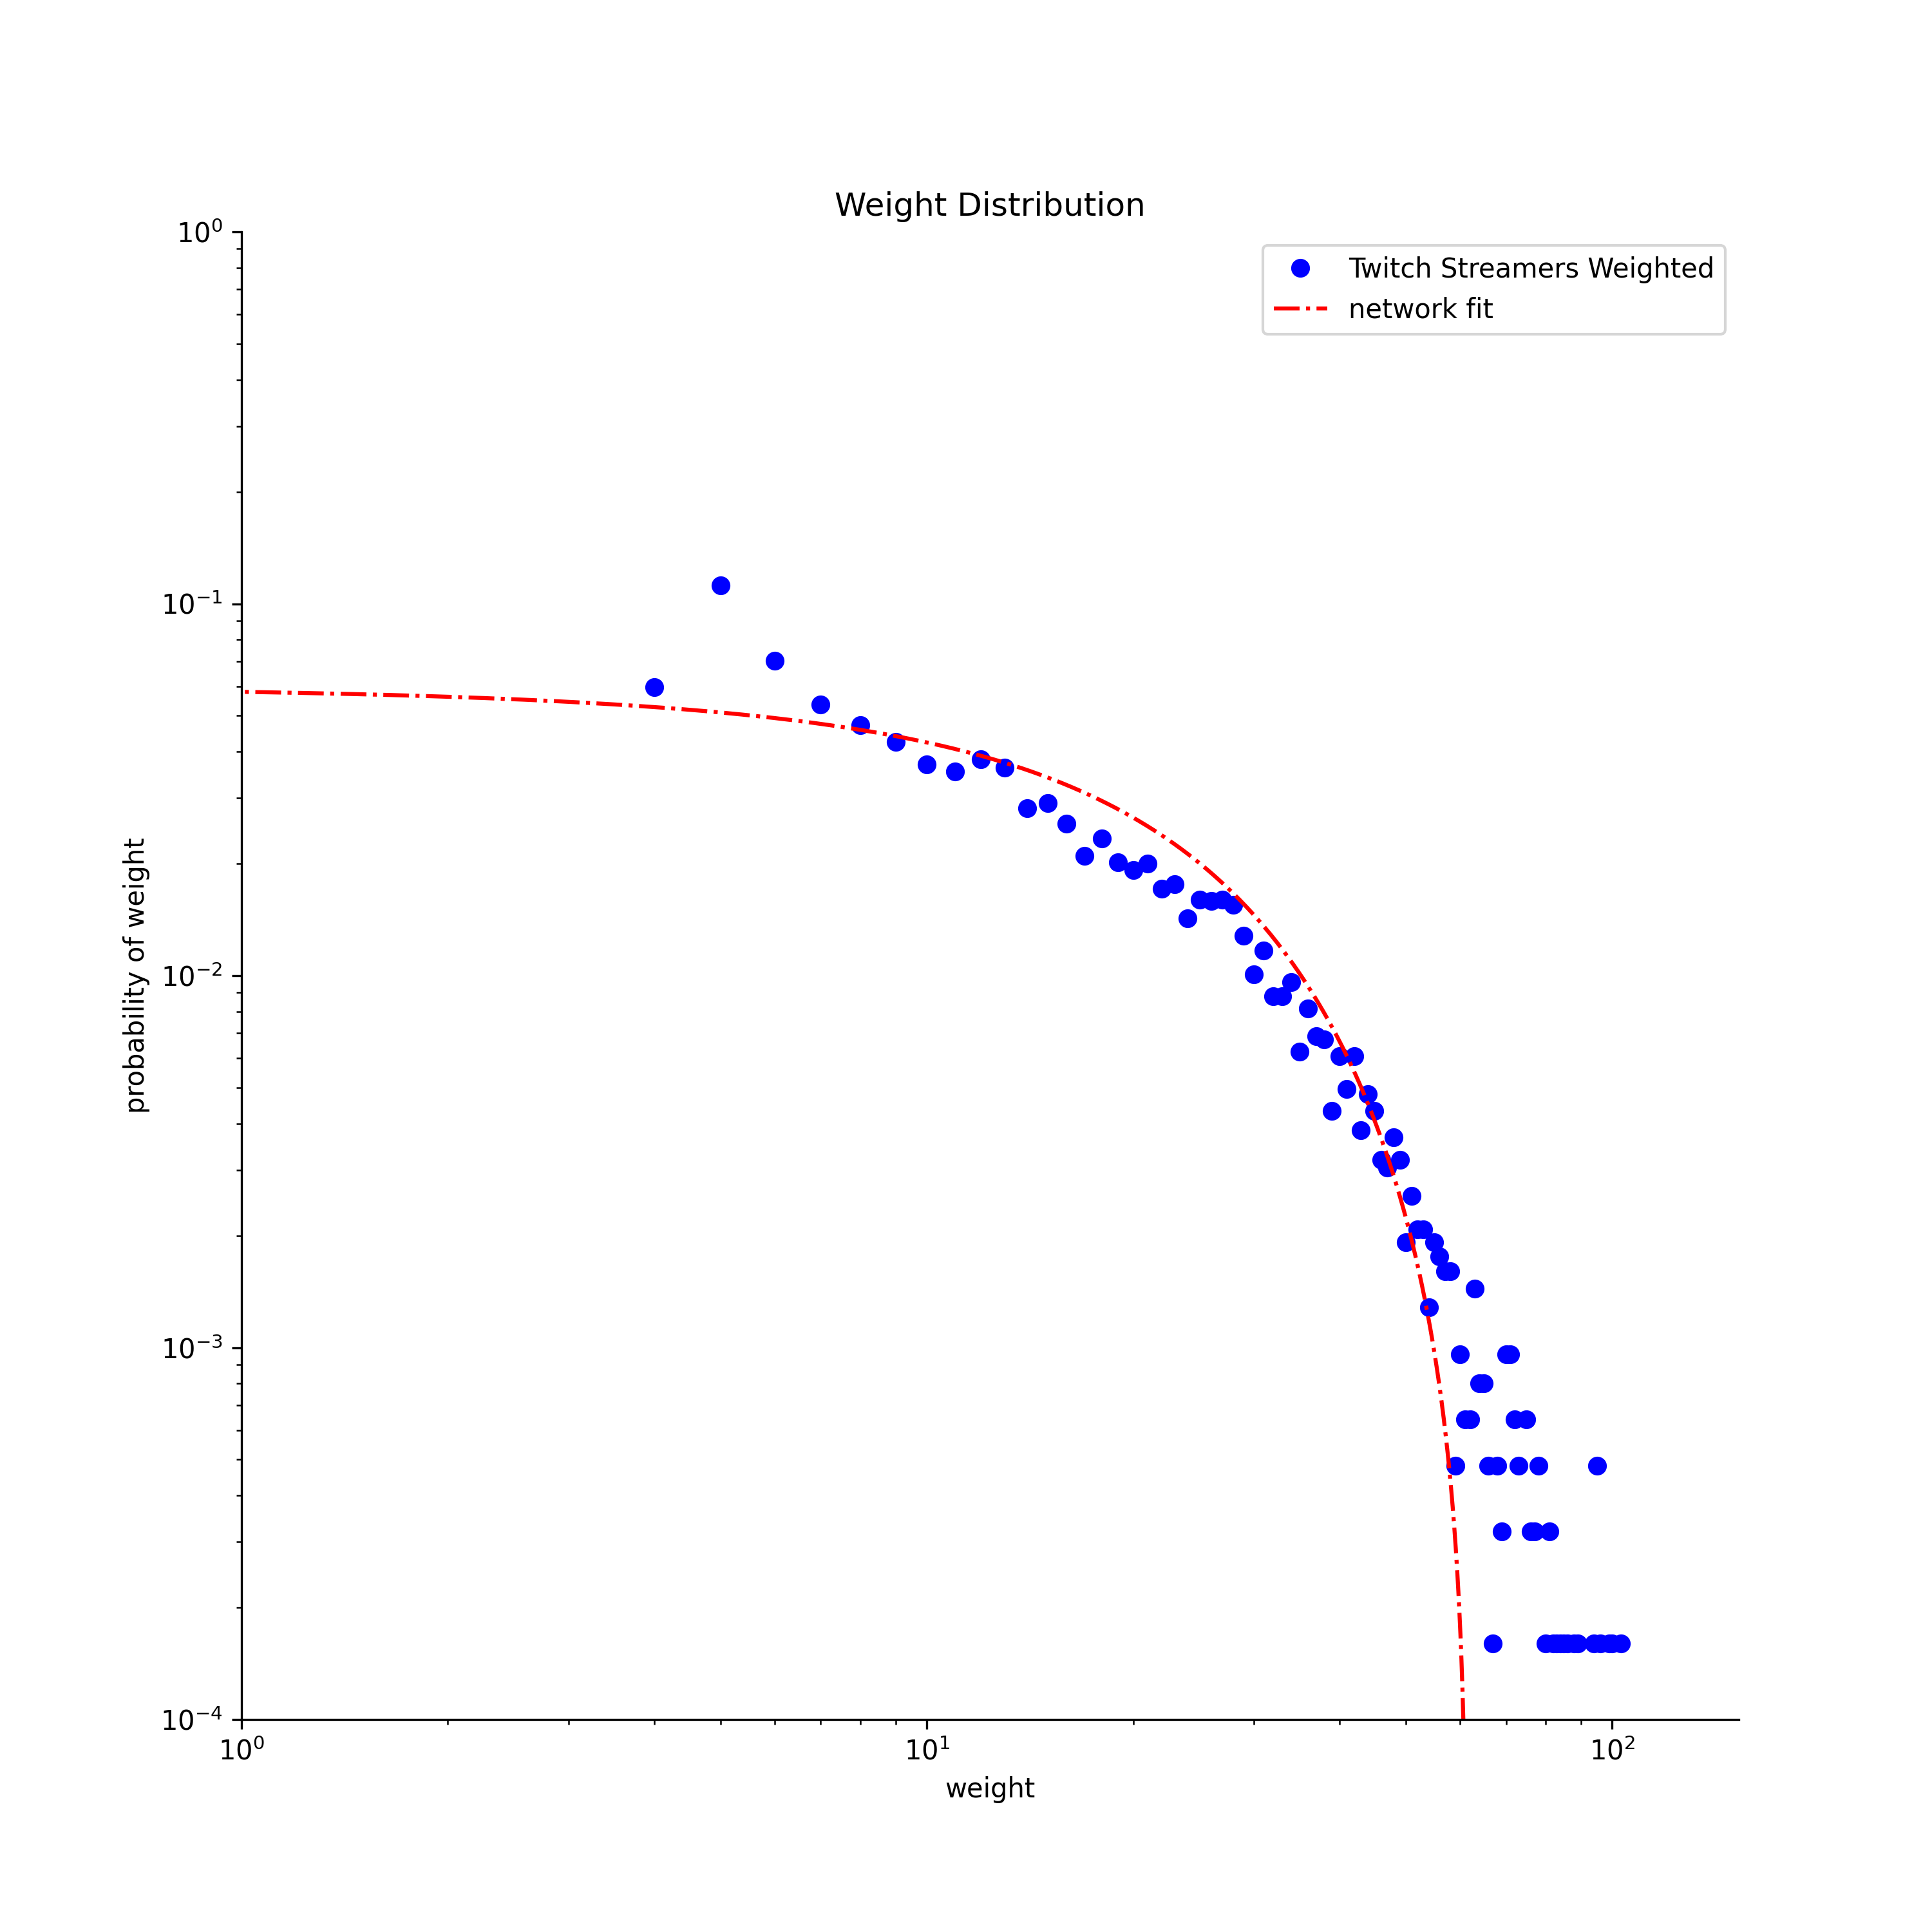 Weight Distribution
Twitch Streamers Weighted
network fit
10⁰
10⁻¹
10⁻²
10⁻³
10⁻⁴
probability of weight
10⁰ 10¹ 10²
weight